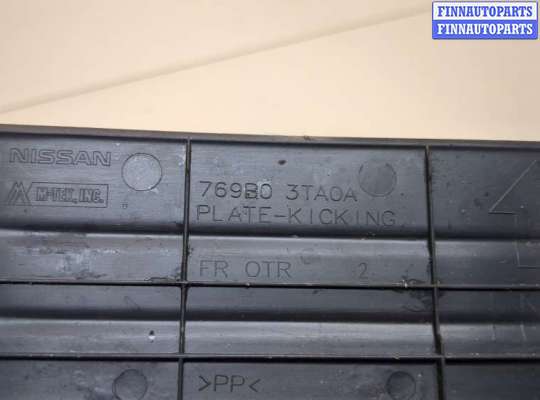 FINNAUTOPARTS
FINNAUTOPARTS
NISSAN
M-TEK, INC.
769B0 3TA0A
PLATE-KICKING
FR OTR 2
>PP<